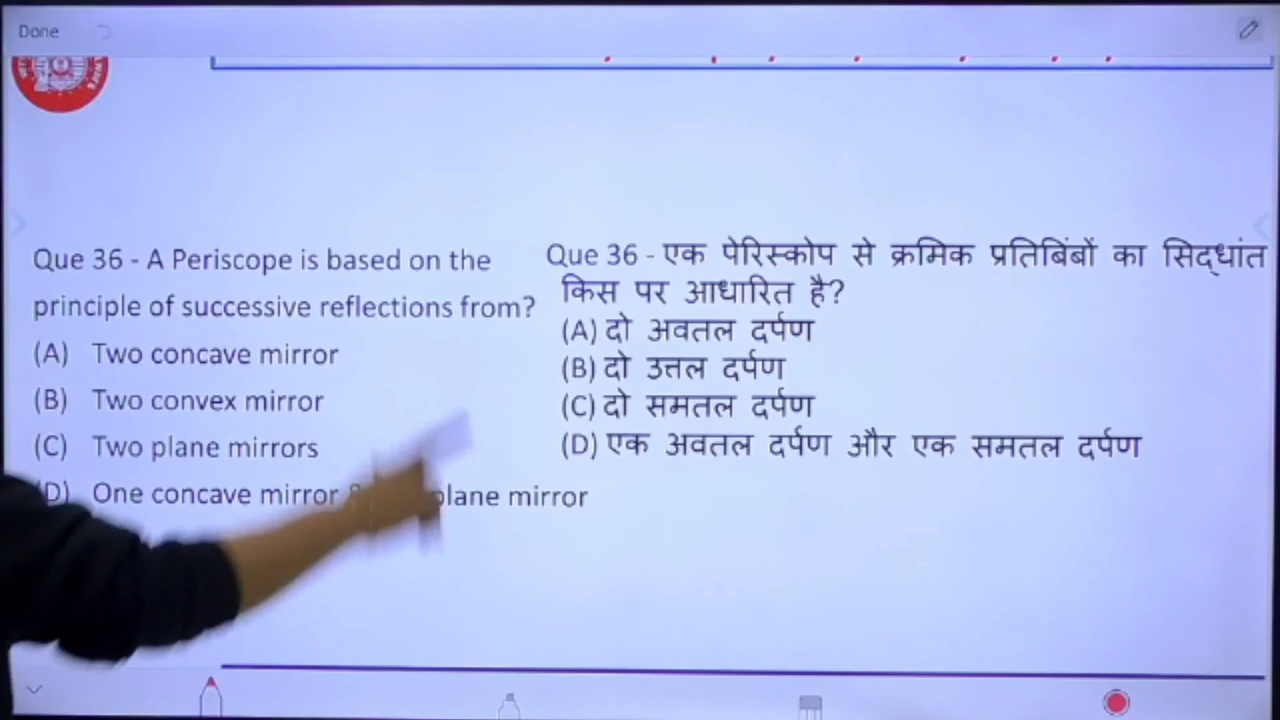 Done
Que 36 - A Periscope is based on the
principle of successive reflections from?
(A) Two concave mirror
(B) Two convex mirror
(C) Two plane mirrors
(D) One concave mirror plane mirror
Que 36 - एक पेरिस्कोप से क्रमिक प्रतिबिंबों का सिद्धांत
किस पर आधारित है?
(A) दो अवतल दर्पण
(B) दो उत्तल दर्पण
(C) दो समतल दर्पण
(D) एक अवतल दर्पण और एक समतल दर्पण